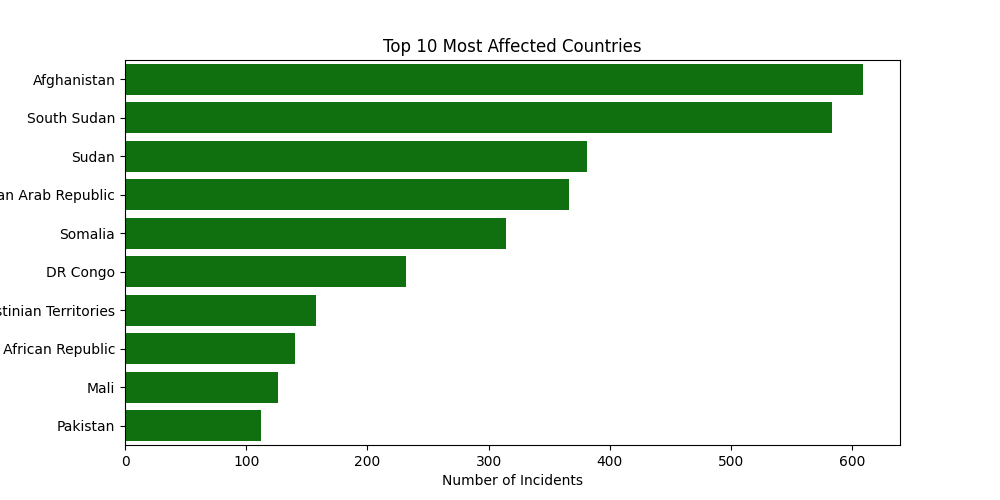 Top 10 Most Affected Countries
Afghanistan
South Sudan
Sudan
an Arab Republic
Somalia
DR Congo
stinian Territories
African Republic
Mali
Pakistan
0 100 200 300 400 500 600
Number of Incidents